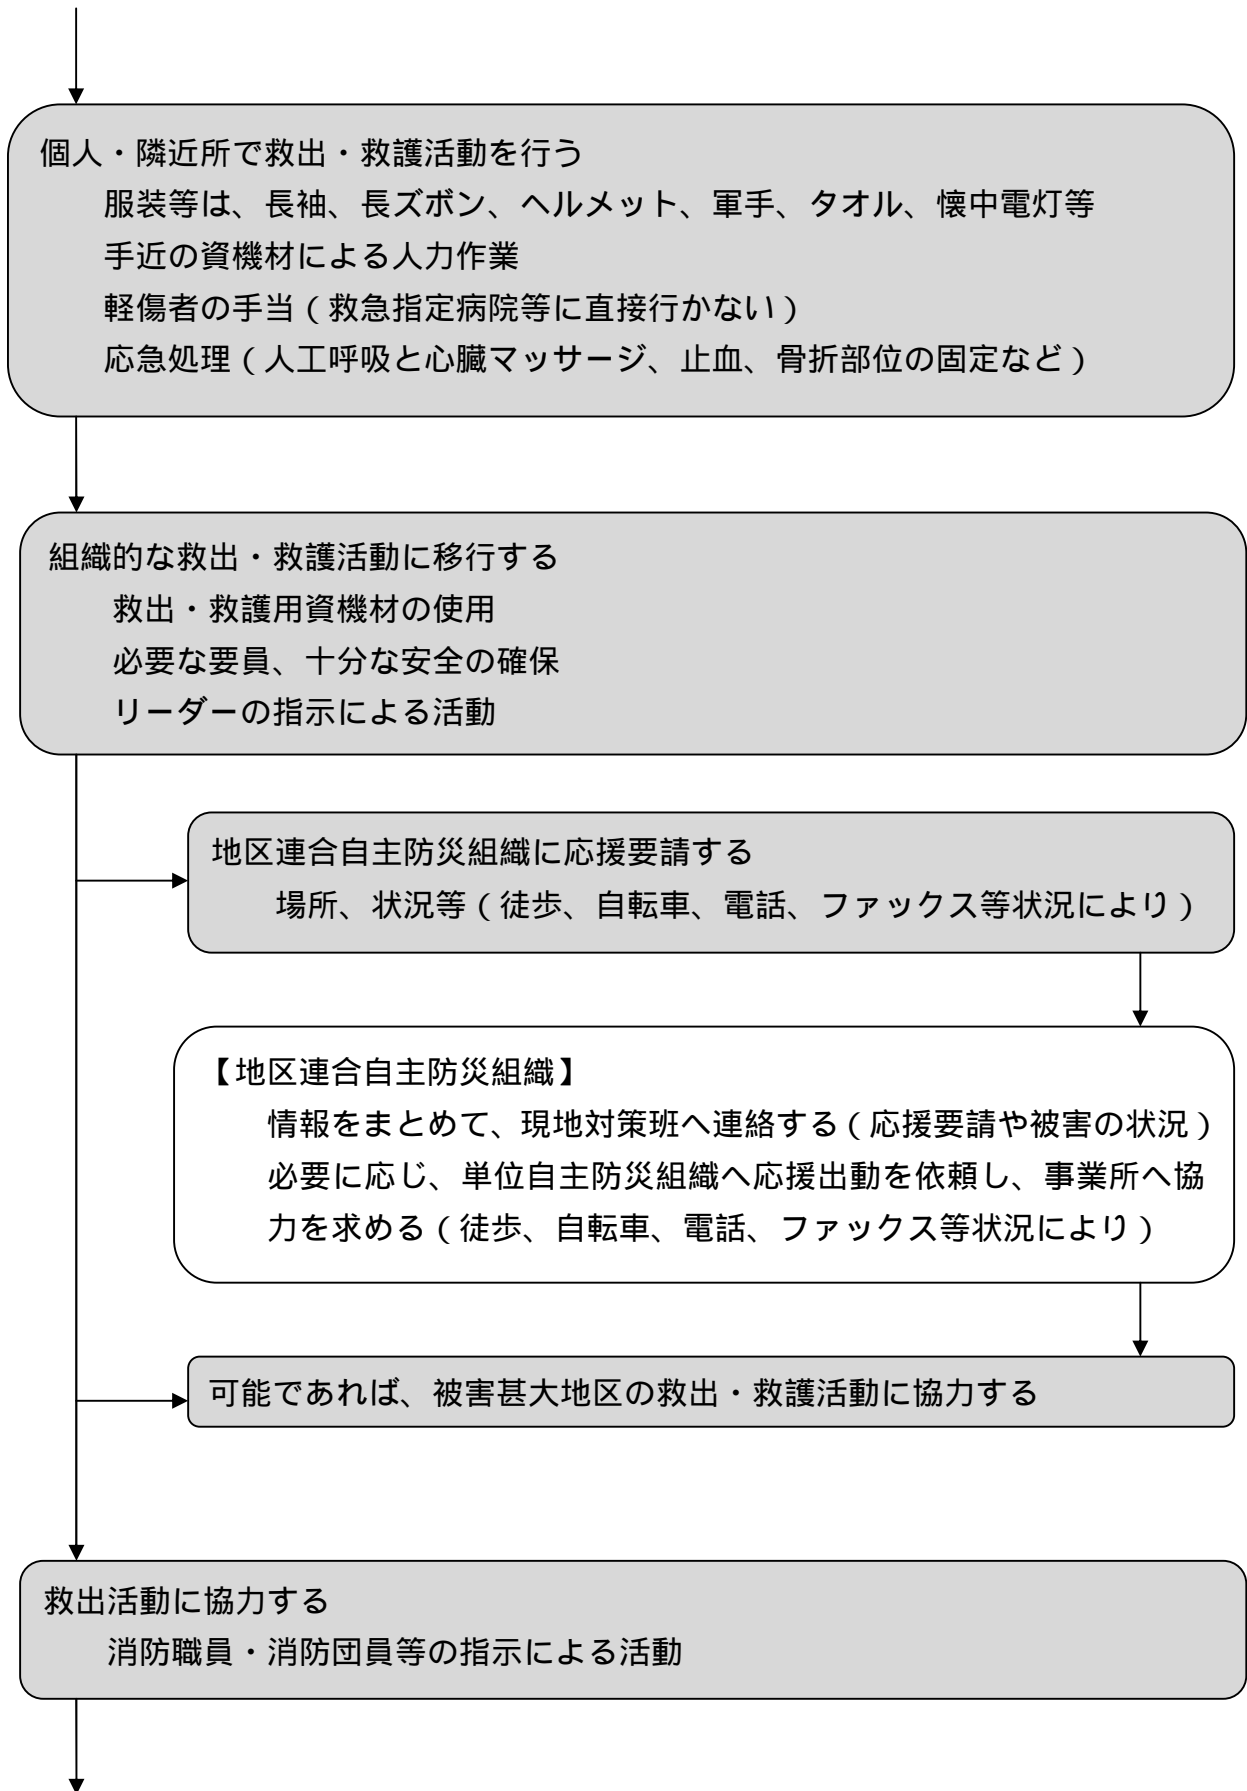 個人・隣近所で救出・救護活動を行う
服装等は、長袖、長ズボン、ヘルメット、軍手、タオル、懐中電灯等
手近の資機材による人力作業
軽傷者の手当（救急指定病院等に直接行かない）
応急処理（人工呼吸と心臓マッサージ、止血、骨折部位の固定など）
組織的な救出・救護活動に移行する
救出・救護用資機材の使用
必要な要員、十分な安全の確保
リーダーの指示による活動
地区連合自主防災組織に応援要請する
場所、状況等（徒歩、自転車、電話、ファックス等状況により）
【地区連合自主防災組織】
情報をまとめて、現地対策班へ連絡する（応援要請や被害の状況）
必要に応じ、単位自主防災組織へ応援出動を依頼し、事業所へ協
力を求める（徒歩、自転車、電話、ファックス等状況により）
可能であれば、被害甚大地区の救出・救護活動に協力する
救出活動に協力する
消防職員・消防団員等の指示による活動